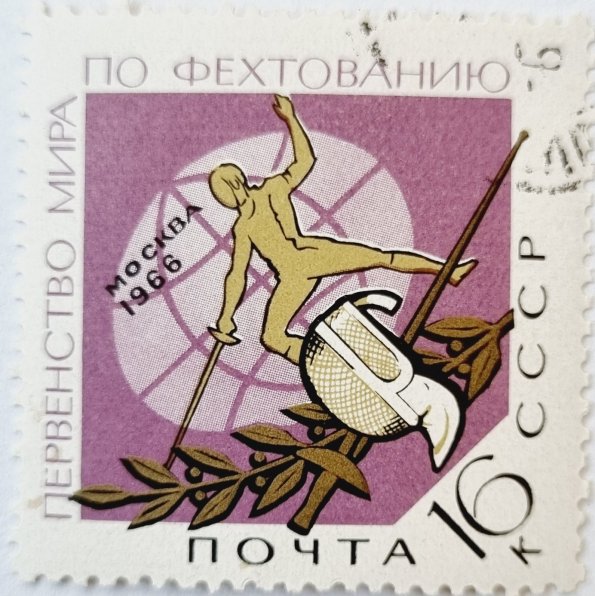 ПЕРВЕНСТВО МИРА
ПО ФЕХТОВАНИЮ
МОСКВА
1966
СССР
ПОЧТА
16 к